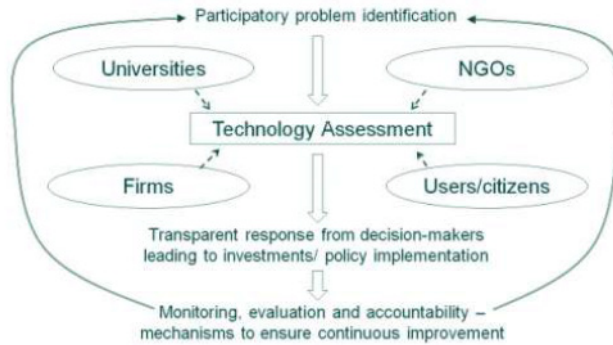 Participatory problem identification
Universities
NGOs
Technology Assessment
Firms
Users/citizens
Transparent response from decision-makers
leading to investments/ policy implementation
Monitoring, evaluation and accountability –
mechanisms to ensure continuous improvement